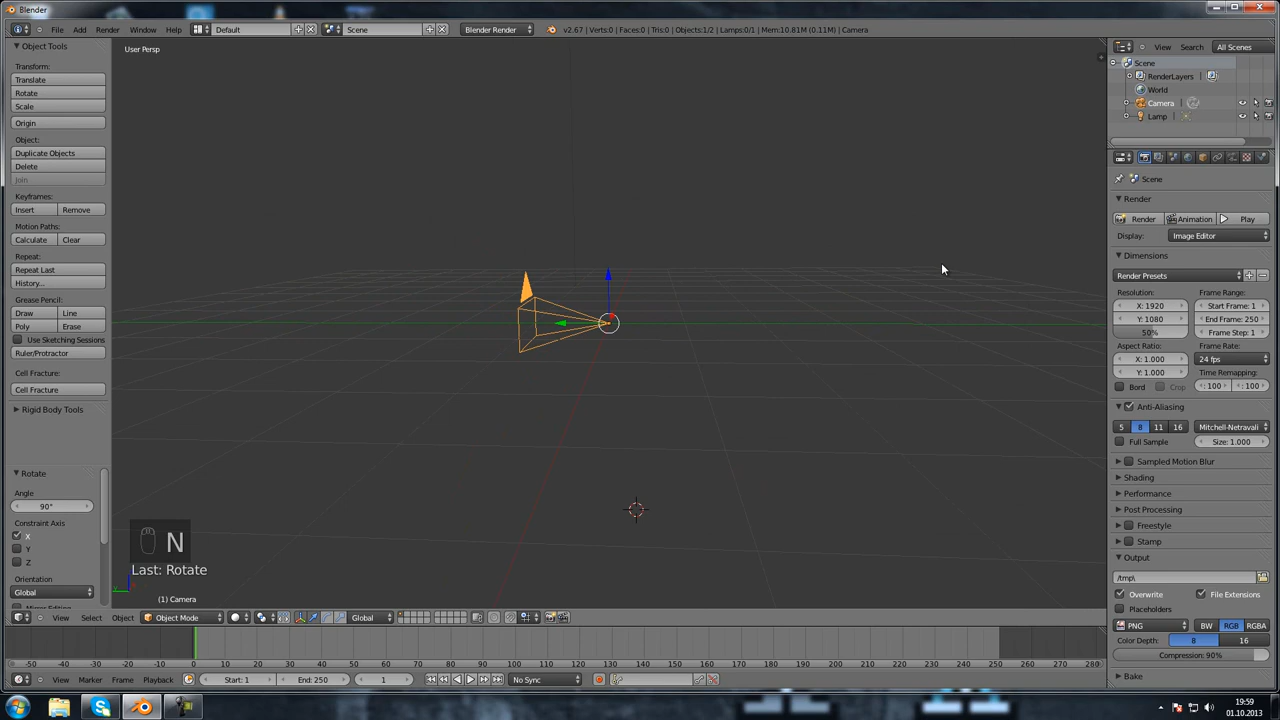 Blender
File Add Render Window Help Default Scene Blender Render v2.67 | Verts:0 | Faces:0 | Tris:0 | Objects:1/2 | Lamps:0/1 | Mem:10.81M (0.11M) | Camera
Object Tools
Transform:
Translate
Rotate
Scale
Origin
Object:
Duplicate Objects
Delete
Join
Keyframes:
Insert Remove
Motion Paths:
Calculate Clear
Repeat:
Repeat Last
History...
Grease Pencil:
Draw Line
Poly Erase
Use Sketching Sessions
Ruler/Protractor
Cell Fracture:
Cell Fracture
Rigid Body Tools
Rotate
Angle
90°
Constraint Axis
X
Y
Z
Orientation
Global
User Persp
N
Last: Rotate
(1) Camera
View Select Object Object Mode Global
-50 -40 -30 -20 -10 0 10 20 30 40 50 60 70 80 90 100 110 120 130 140 150 160 170 180 190 200 210 220 230 240 250 260 270 280
View Marker Frame Playback Start: 1 End: 250 1 No Sync
View Search All Scenes
Scene
RenderLayers
World
Camera
Lamp
Scene
Render
Render Animation Play
Display: Image Editor
Dimensions
Render Presets
Resolution: Frame Range:
X: 1920 Start Frame: 1
Y: 1080 End Frame: 250
50% Frame Step: 1
Aspect Ratio: Frame Rate:
X: 1.000 24 fps
Y: 1.000 Time Remapping:
Bord Crop : 100 : 100
Anti-Aliasing
5 8 11 16 Mitchell-Netravali
Full Sample Size: 1.000
Sampled Motion Blur
Shading
Performance
Post Processing
Freestyle
Stamp
Output
/tmp\
Overwrite File Extensions
Placeholders
PNG BW RGB RGBA
Color Depth: 8 16
Compression: 90%
Bake
19:59
01.10.2013